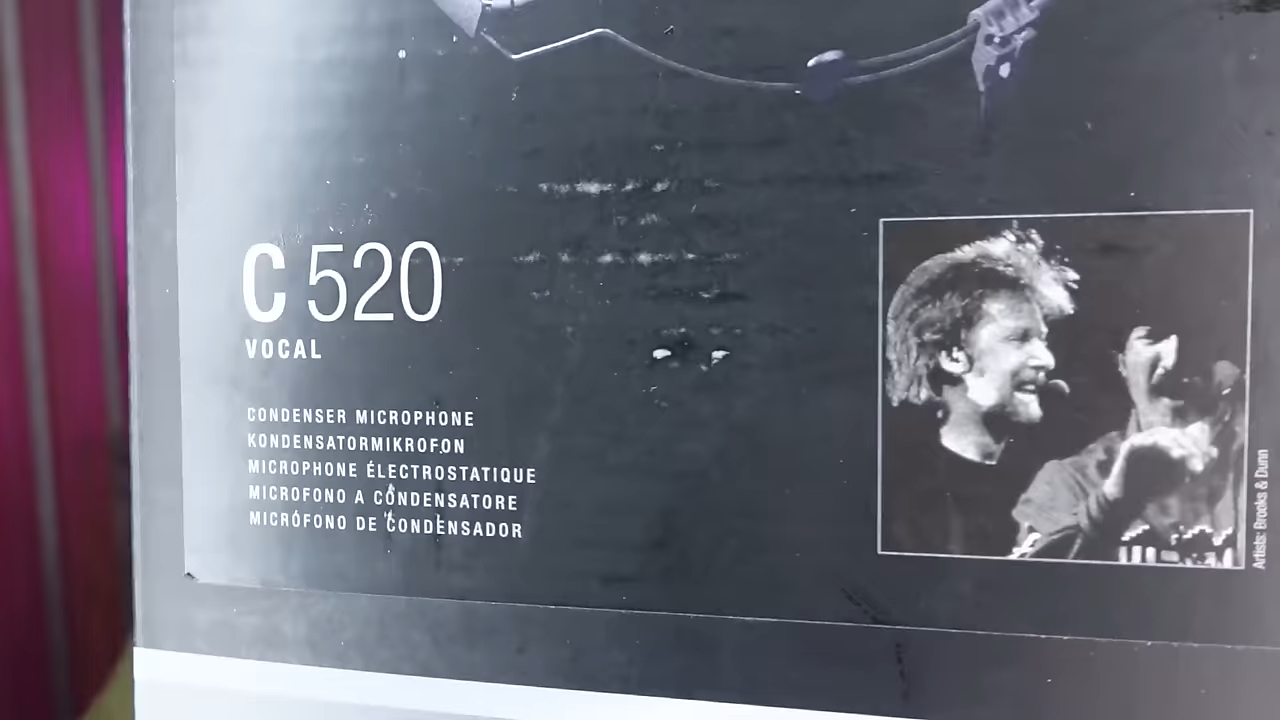 C 520
VOCAL
CONDENSER MICROPHONE
KONDENSATORMIKROFON
MICROPHONE ÉLECTROSTATIQUE
MICROFONO A CONDENSATORE
MICRÓFONO DE CONDENSADOR
Artists: Brooks & Dunn